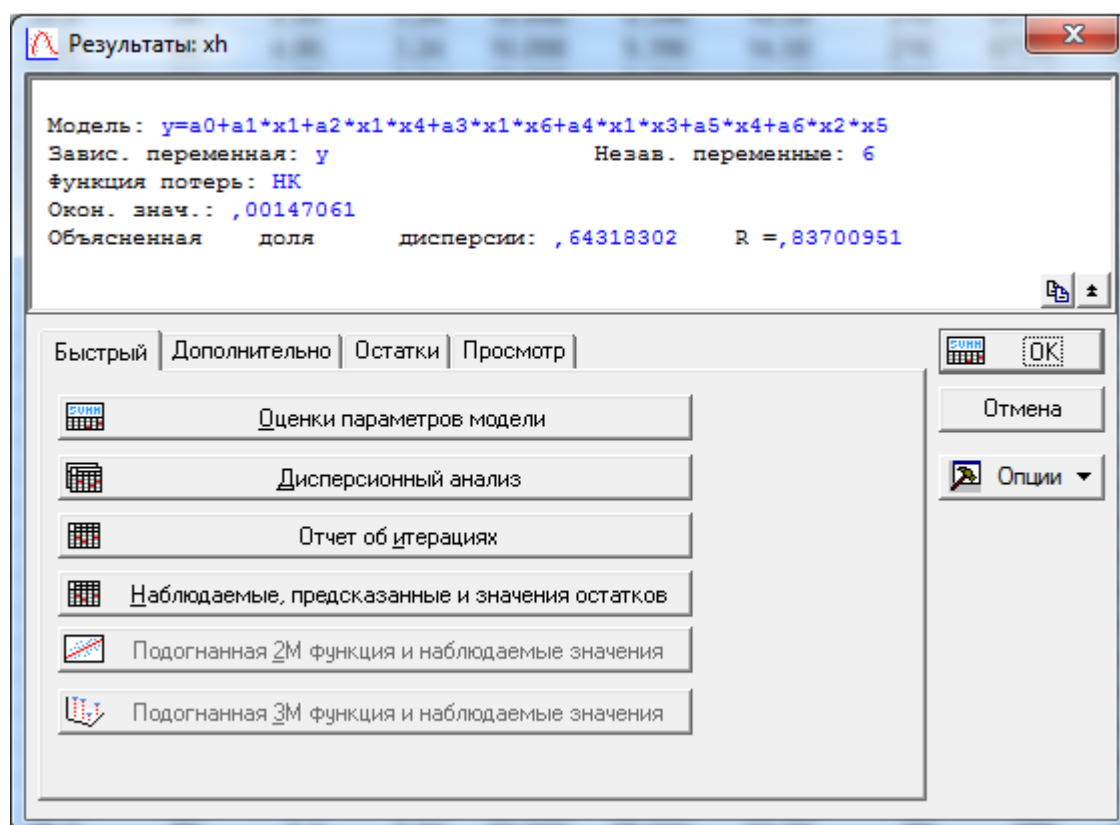 Результаты: xh
Модель: y=a0+a1*x1+a2*x1*x4+a3*x1*x6+a4*x1*x3+a5*x4+a6*x2*x5
Завис. переменная: y Незав. переменные: 6
Функция потерь: НК
Окон. знач.: ,00147061
Объясненная доля дисперсии: ,64318302 R =,83700951
Быстрый Дополнительно Остатки Просмотр
SUMM OK
Отмена
Опции
SUMM Оценки параметров модели
Дисперсионный анализ
Отчет об итерациях
Наблюдаемые, предсказанные и значения остатков
Подогнанная 2М функция и наблюдаемые значения
Подогнанная 3М функция и наблюдаемые значения